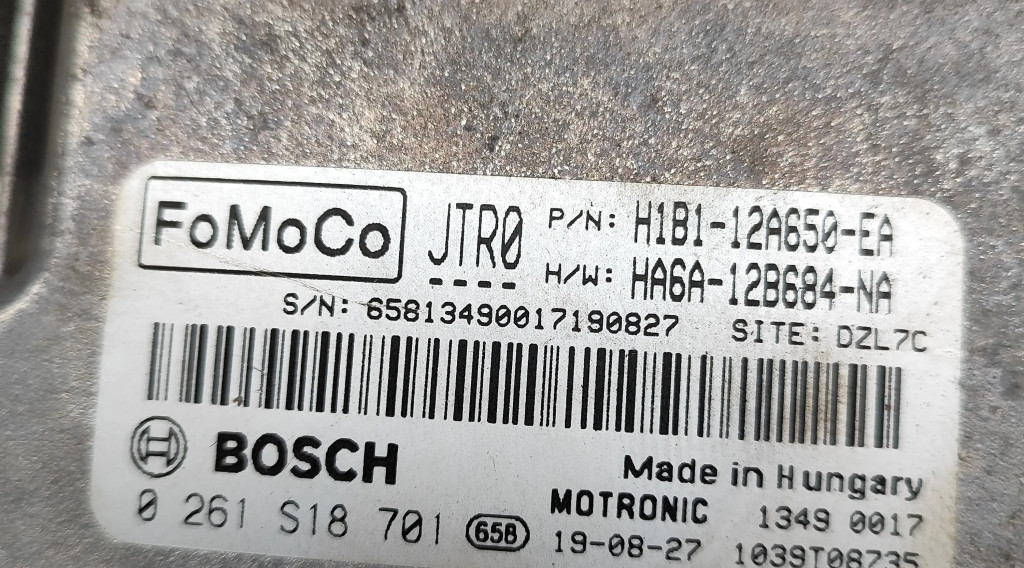 FoMoCo JTR0 P/N: H1B1-12A650-EA
H/W: HA6A-12B684-NA
S/N: 65813490017190827 SITE: DZL7C
BOSCH Made in Hungary
0 261 S18 701 658 MOTRONIC 1349 0017
19-08-27 1039T08735